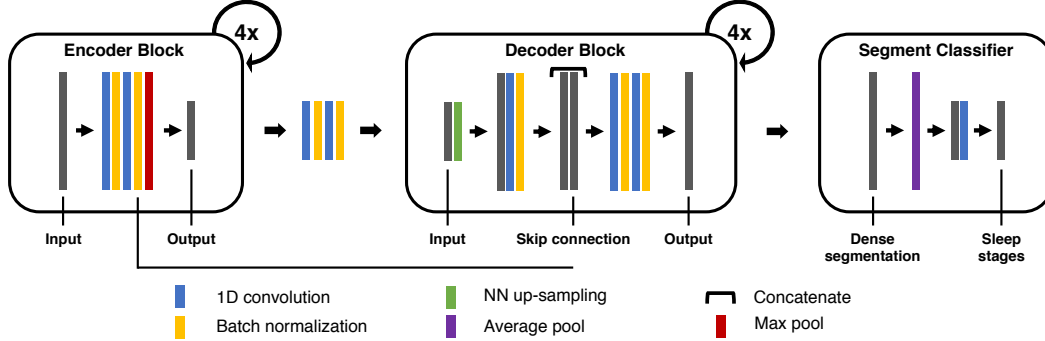 4x
4x
Encoder Block
Decoder Block
Segment Classifier
Input
Output
Input
Skip connection
Output
Dense
segmentation
Sleep
stages
1D convolution
NN up-sampling
Concatenate
Batch normalization
Average pool
Max pool